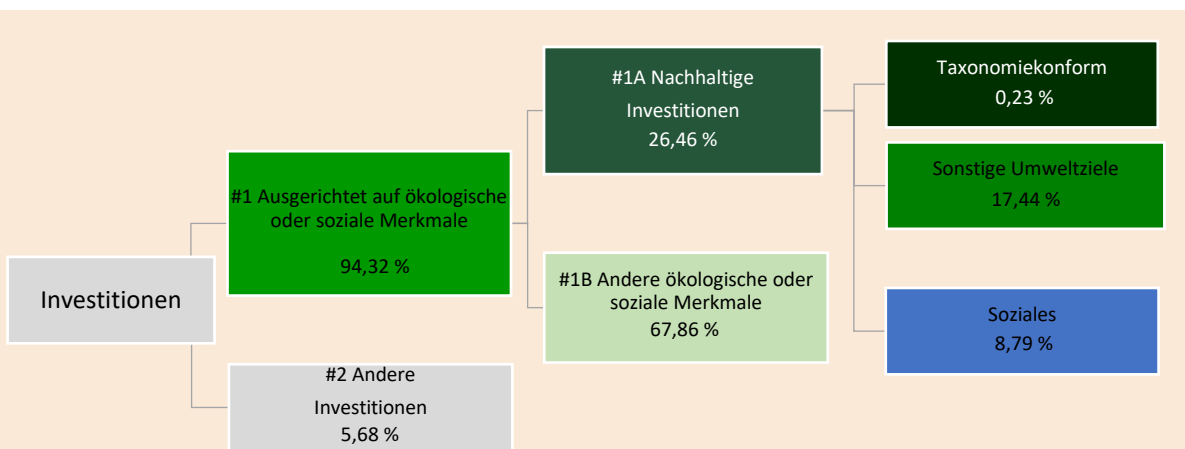 Investitionen
#1 Ausgerichtet auf ökologische
oder soziale Merkmale
94,32 %
#2 Andere
Investitionen
5,68 %
#1A Nachhaltige
Investitionen
26,46 %
#1B Andere ökologische oder
soziale Merkmale
67,86 %
Taxonomiekonform
0,23 %
Sonstige Umweltziele
17,44 %
Soziales
8,79 %